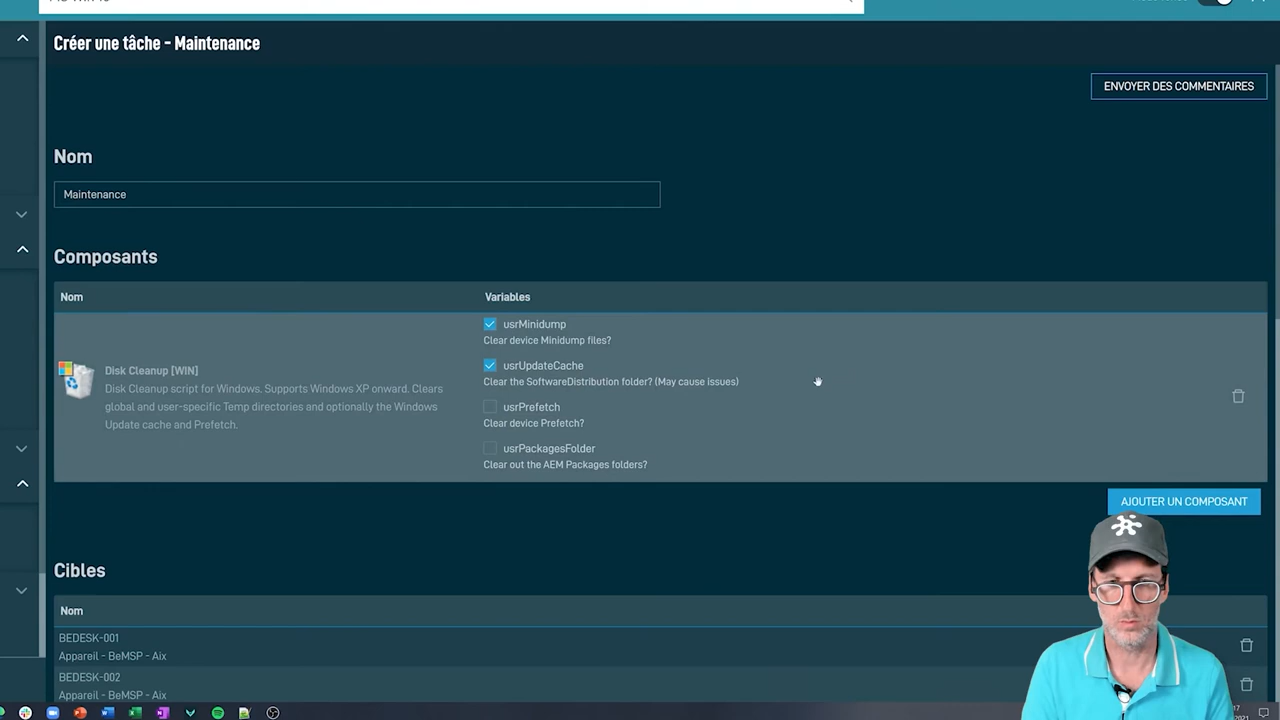 Créer une tâche - Maintenance
ENVOYER DES COMMENTAIRES
Nom
Maintenance
Composants
Nom Variables
usrMinidump
Clear device Minidump files?
usrUpdateCache
Clear the SoftwareDistribution folder? (May cause issues)
Disk Cleanup [WIN]
Disk Cleanup script for Windows. Supports Windows XP onward. Clears
global and user-specific Temp directories and optionally the Windows
Update cache and Prefetch.
usrPrefetch
Clear device Prefetch?
usrPackagesFolder
Clear out the AEM Packages folders?
AJOUTER UN COMPOSANT
Cibles
Nom
BEDESK-001
Appareil - BeMSP - Aix
BEDESK-002
Appareil - BeMSP - Aix